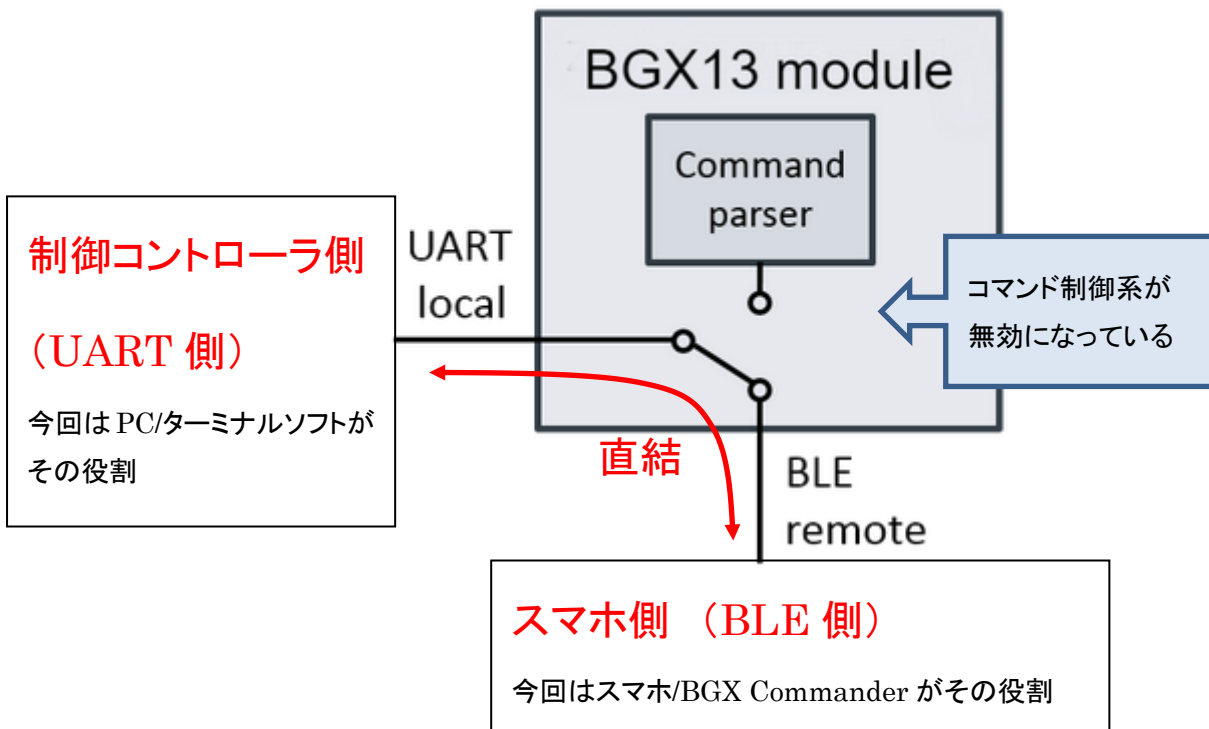 BGX13 module
Command
parser
制御コントローラ側
（UART 側）
今回は PC/ターミナルソフトが
その役割
UART
local
コマンド制御系が
無効になっている
直結
BLE
remote
スマホ側 （BLE 側）
今回はスマホ/BGX Commander がその役割